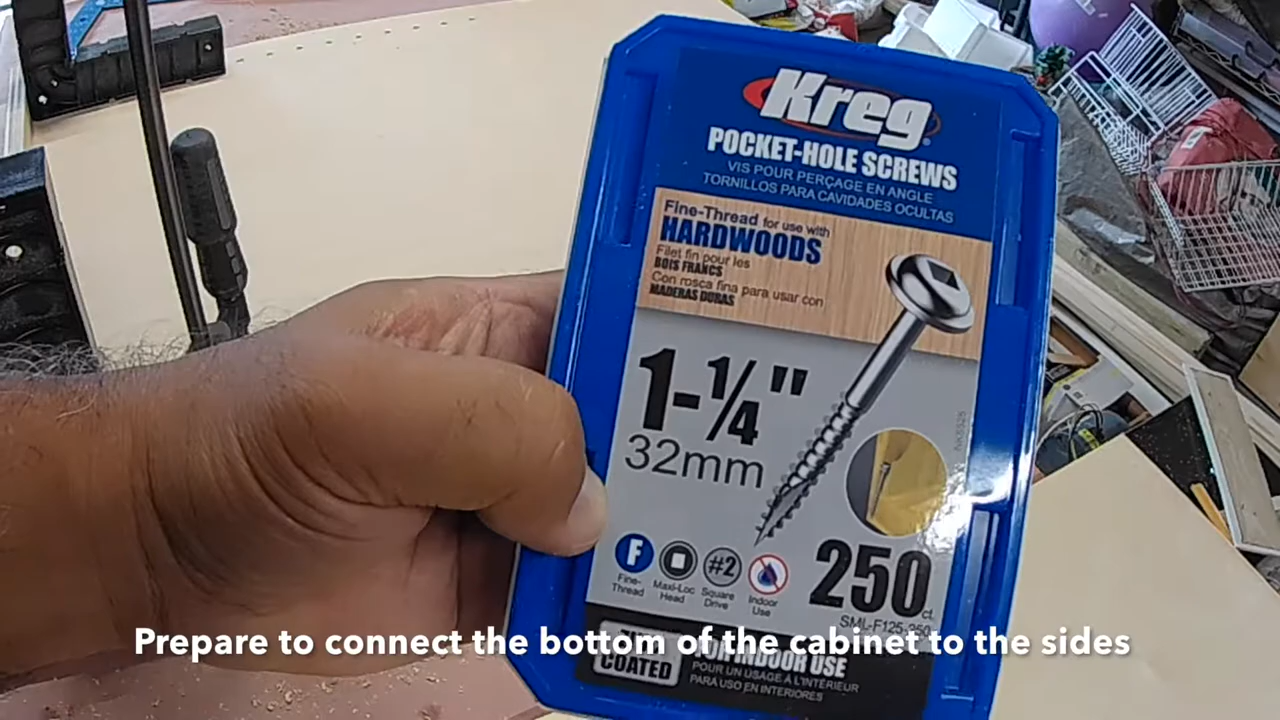 Kreg
POCKET-HOLE SCREWS
VIS POUR PERÇAGE EN ANGLE
TORNILLOS PARA CAVIDADES OCULTAS
Fine-Thread for use with
HARDWOODS
Filet fin pour les
BOIS FRANCS
Con rosca fina para usar con
MADERAS DURAS
1-1/4"
32mm
F
#2
Fine-
Thread
Maxi-Loc
Head
Square
Drive
Indoor
Use
250 ct.
SML-F125-250
Prepare to connect the bottom of the cabinet to the sides
COATED
INDOOR USE
POUR UN USAGE À L'INTÉRIEUR
PARA USO EN INTERIORES